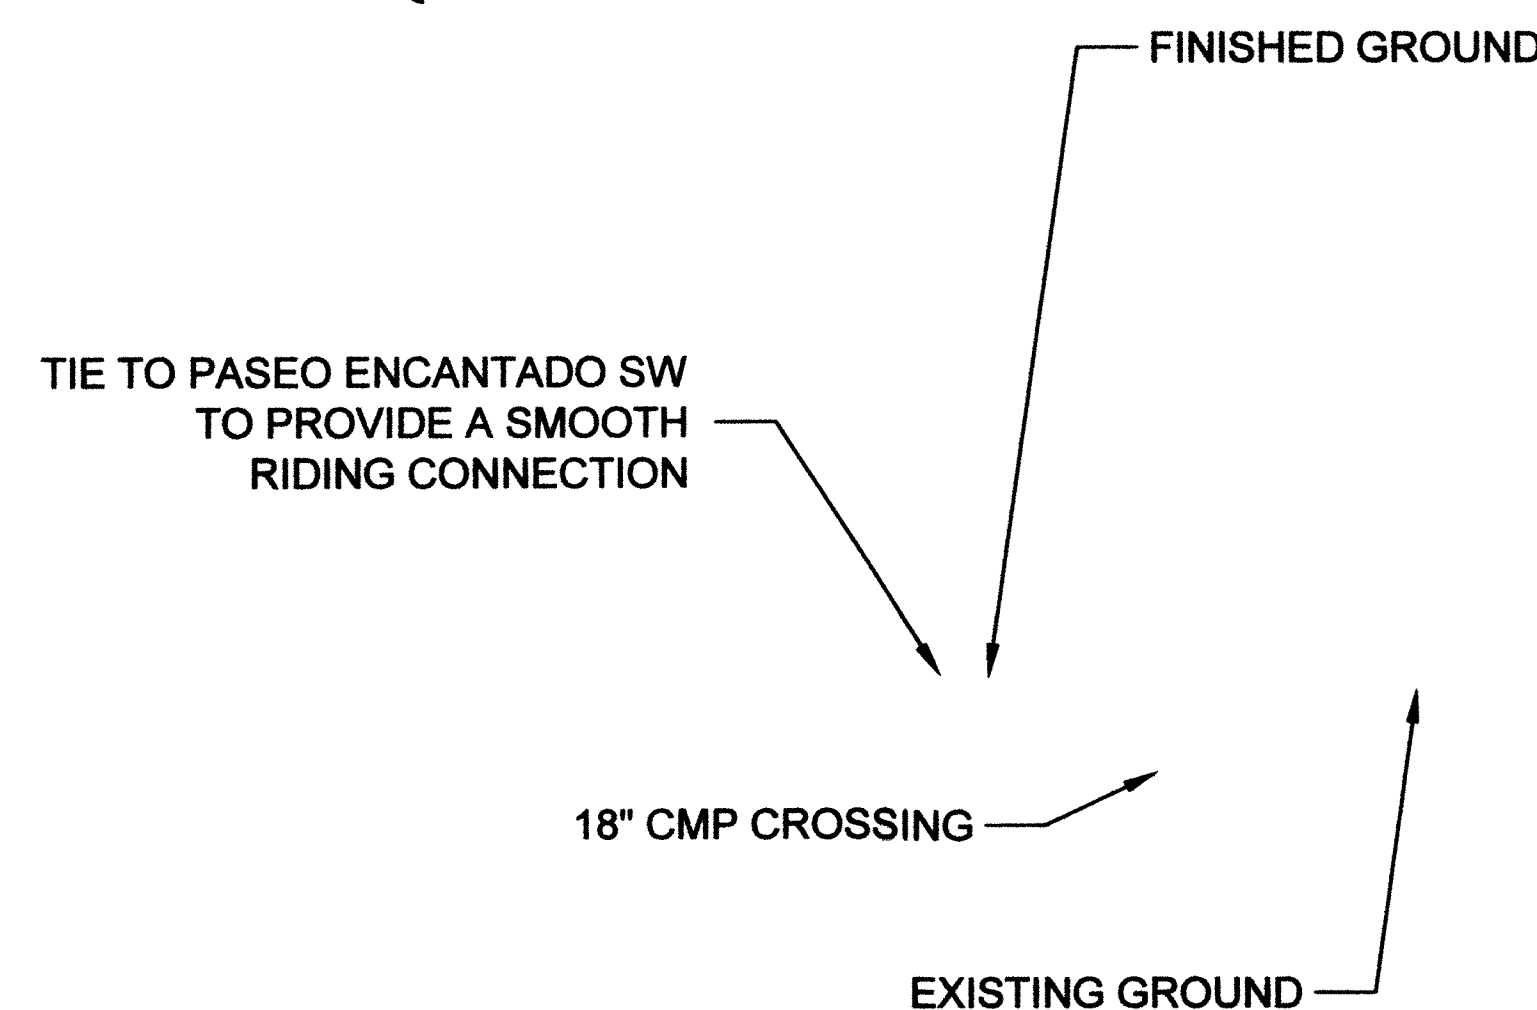 FINISHED GROUND
TIE TO PASEO ENCANTADO SW
TO PROVIDE A SMOOTH
RIDING CONNECTION
18" CMP CROSSING
EXISTING GROUND